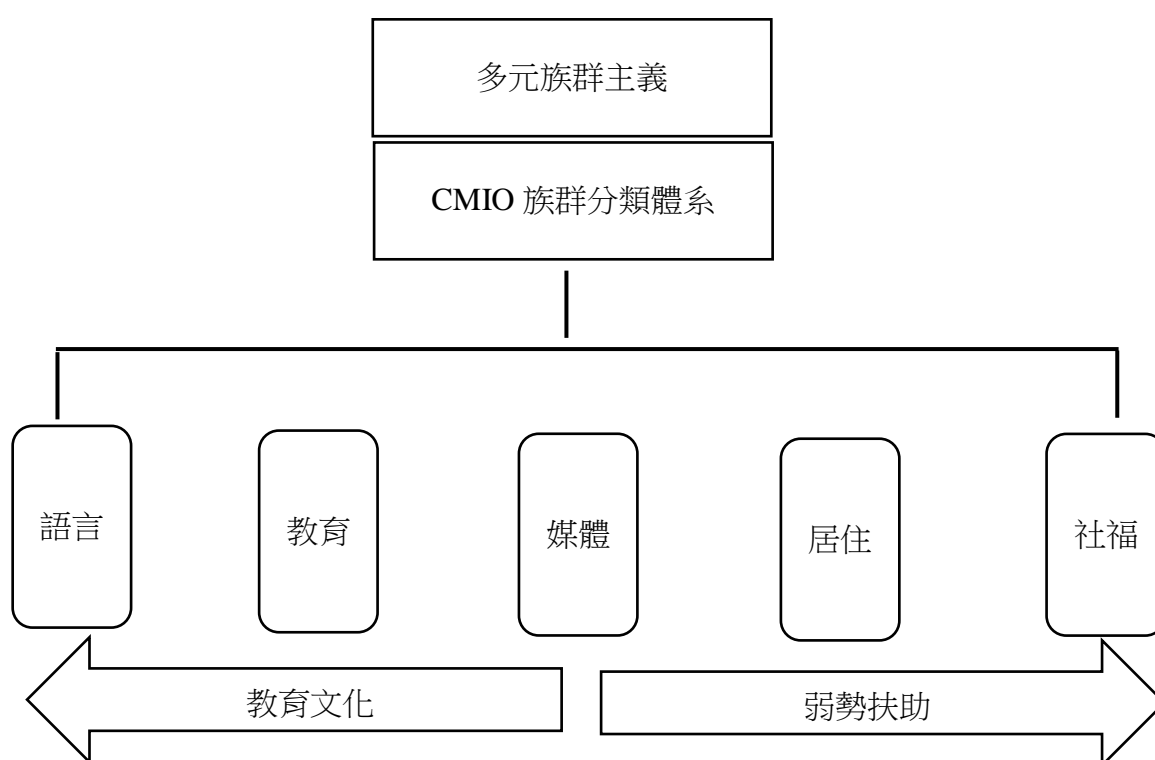 多元族群主義
CMIO 族群分類體系
語言
教育
媒體
居住
社福
教育文化
弱勢扶助